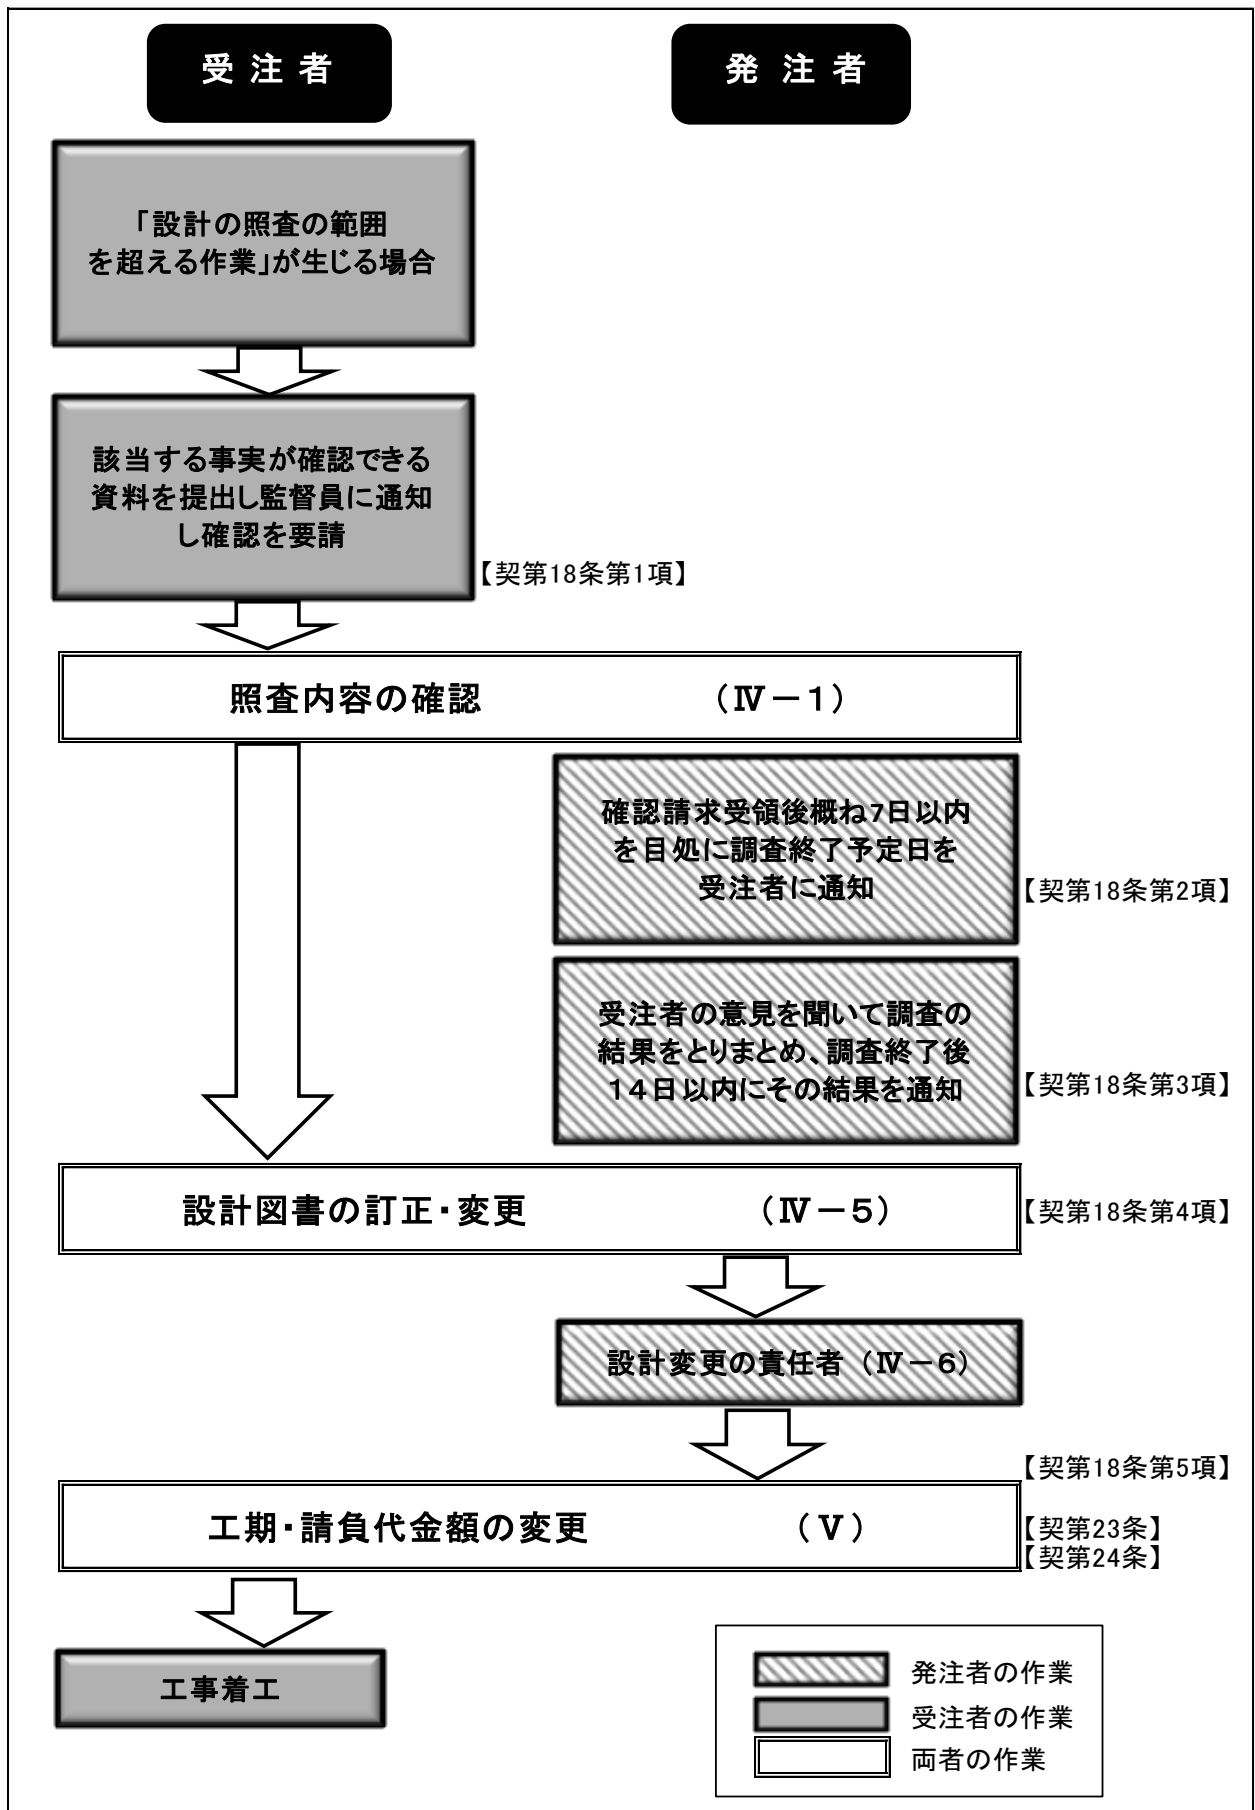 受 注 者
発 注 者
「設計の照査の範囲
を超える作業」が生じる場合
該当する事実が確認できる
資料を提出し監督員に通知
し確認を要請
【契第18条第1項】
照査内容の確認 （Ⅳ－１）
確認請求受領後概ね7日以内
を目処に調査終了予定日を
受注者に通知
【契第18条第2項】
受注者の意見を聞いて調査の
結果をとりまとめ、調査終了後
１４日以内にその結果を通知
【契第18条第3項】
設計図書の訂正・変更 （Ⅳ－５）
【契第18条第4項】
設計変更の責任者（Ⅳ－６）
【契第18条第5項】
工期・請負代金額の変更 （Ⅴ）
【契第23条】
【契第24条】
工事着工
発注者の作業
受注者の作業
両者の作業